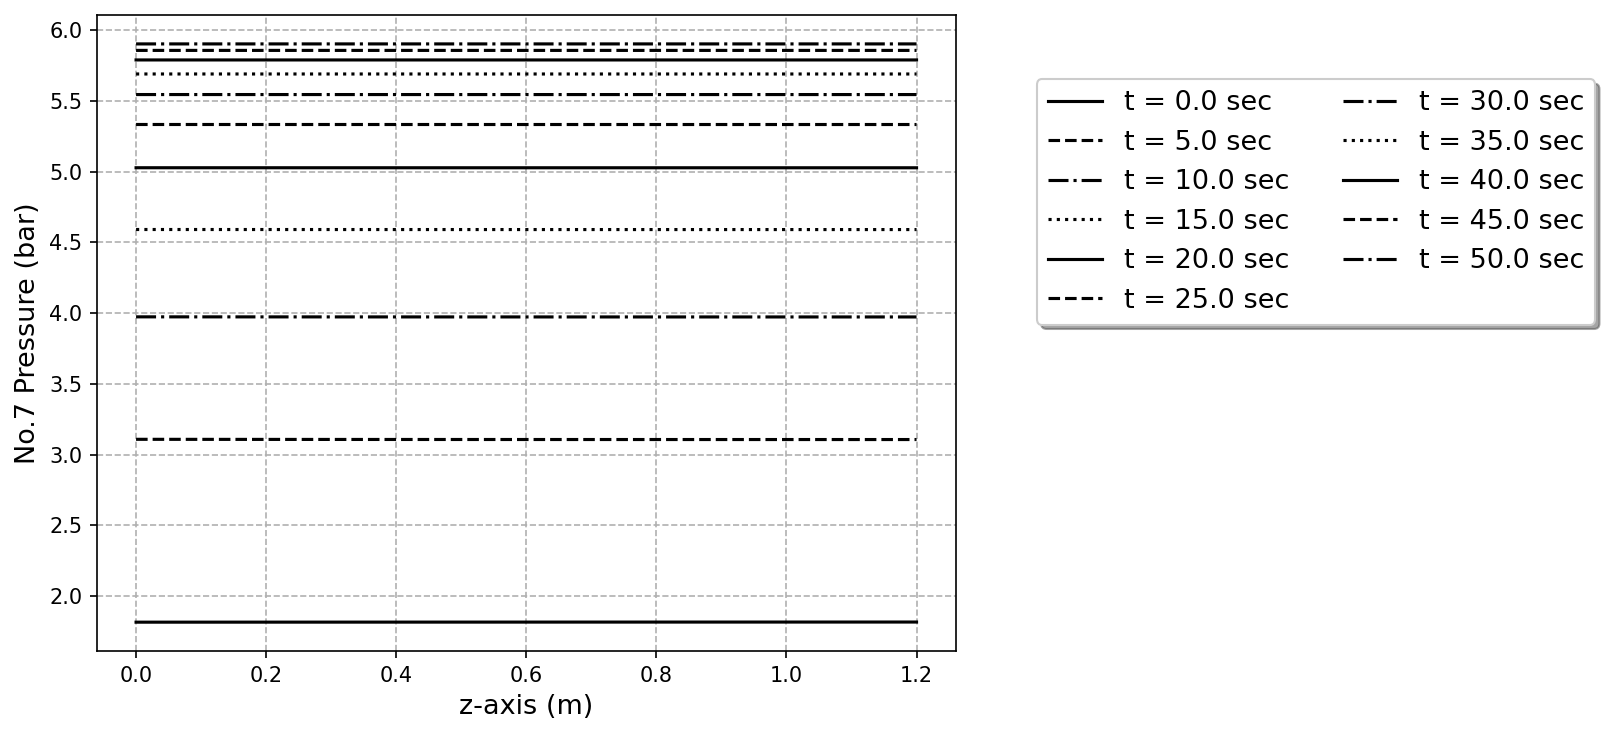 6.0
5.5
5.0
4.5
4.0
3.5
3.0
2.5
2.0
No.7 Pressure (bar)
0.0 0.2 0.4 0.6 0.8 1.0 1.2
z-axis (m)
t = 0.0 sec
t = 5.0 sec
t = 10.0 sec
t = 15.0 sec
t = 20.0 sec
t = 25.0 sec
t = 30.0 sec
t = 35.0 sec
t = 40.0 sec
t = 45.0 sec
t = 50.0 sec